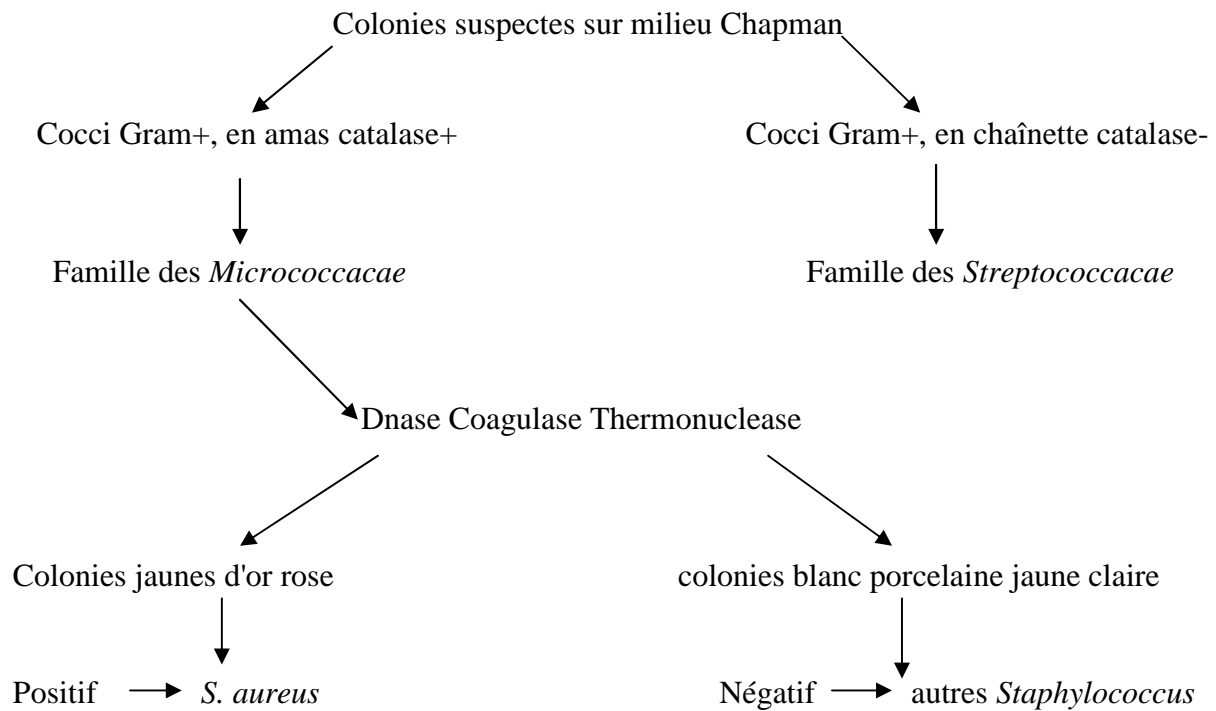 Colonies suspectes sur milieu Chapman
Cocci Gram+, en amas catalase+
Cocci Gram+, en chaînette catalase-
Famille des Micrococcacae
Famille des Streptococcacae
Dnase Coagulase Thermonuclease
Colonies jaunes d'or rose
colonies blanc porcelaine jaune claire
Positif S. aureus
Négatif autres Staphylococcus